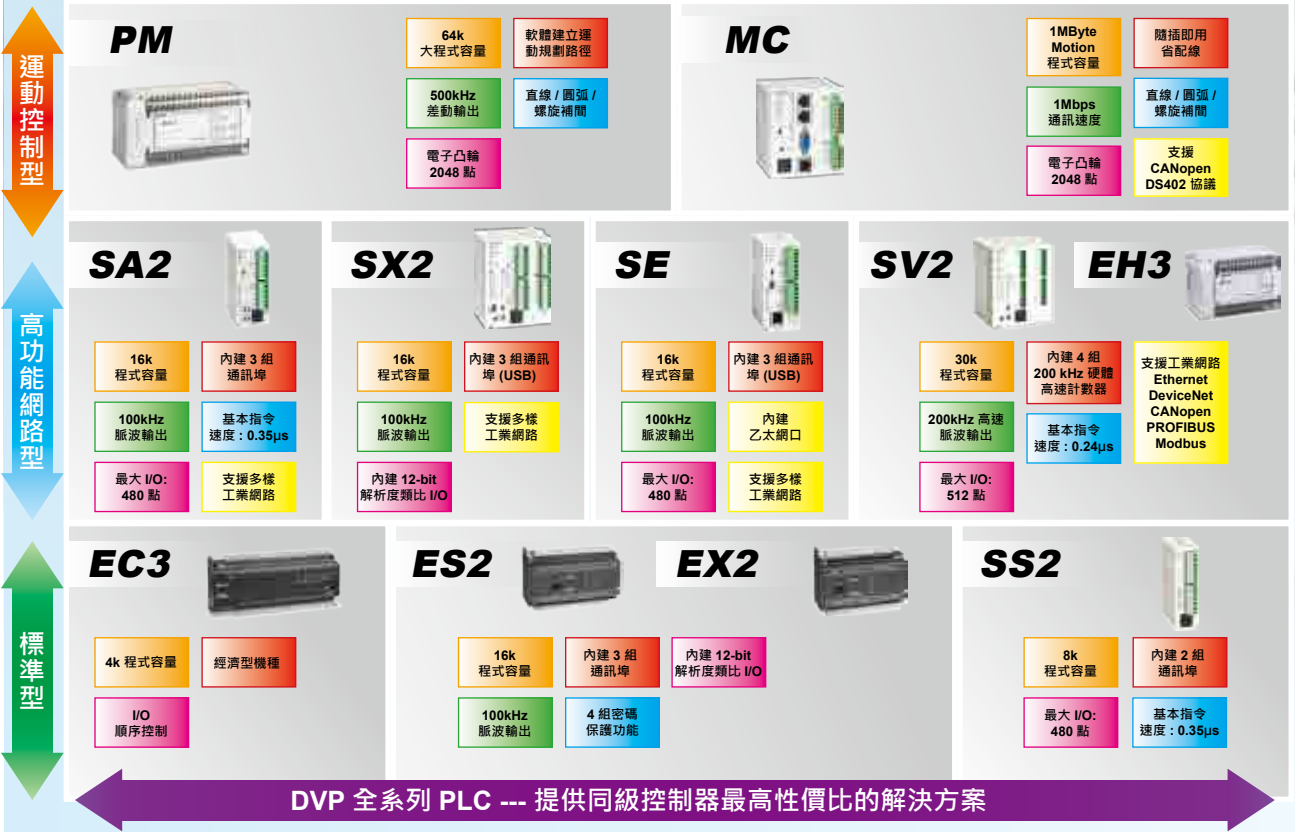 運動控制型
PM
64k
大程式容量
軟體建立運
動規劃路徑
500kHz
差動輸出
直線 / 圓弧 /
螺旋補間
電子凸輪
2048 點
MC
1MByte
Motion
程式容量
隨插即用
省配線
1Mbps
通訊速度
直線 / 圓弧 /
螺旋補間
電子凸輪
2048 點
支援
CANopen
DS402 協議
高功能網路型
SA2
16k
程式容量
內建 3 組
通訊埠
100kHz
脈波輸出
基本指令
速度 : 0.35μs
最大 I/O:
480 點
支援多樣
工業網路
SX2
16k
程式容量
內建 3 組通訊
埠 (USB)
100kHz
脈波輸出
支援多樣
工業網路
內建 12-bit
解析度類比 I/O
SE
16k
程式容量
內建 3 組通訊
埠 (USB)
100kHz
脈波輸出
內建
乙太網口
最大 I/O:
480 點
支援多樣
工業網路
SV2
EH3
30k
程式容量
內建 4 組
200 kHz 硬體
高速計數器
支援工業網路
Ethernet
DeviceNet
CANopen
PROFIBUS
Modbus
200kHz 高速
脈波輸出
基本指令
速度 : 0.24μs
最大 I/O:
512 點
標準型
EC3
4k 程式容量
經濟型機種
I/O
順序控制
ES2
EX2
16k
程式容量
內建 3 組
通訊埠
內建 12-bit
解析度類比 I/O
100kHz
脈波輸出
4 組密碼
保護功能
SS2
8k
程式容量
內建 2 組
通訊埠
最大 I/O:
480 點
基本指令
速度 : 0.35μs
DVP 全系列 PLC --- 提供同級控制器最高性價比的解決方案